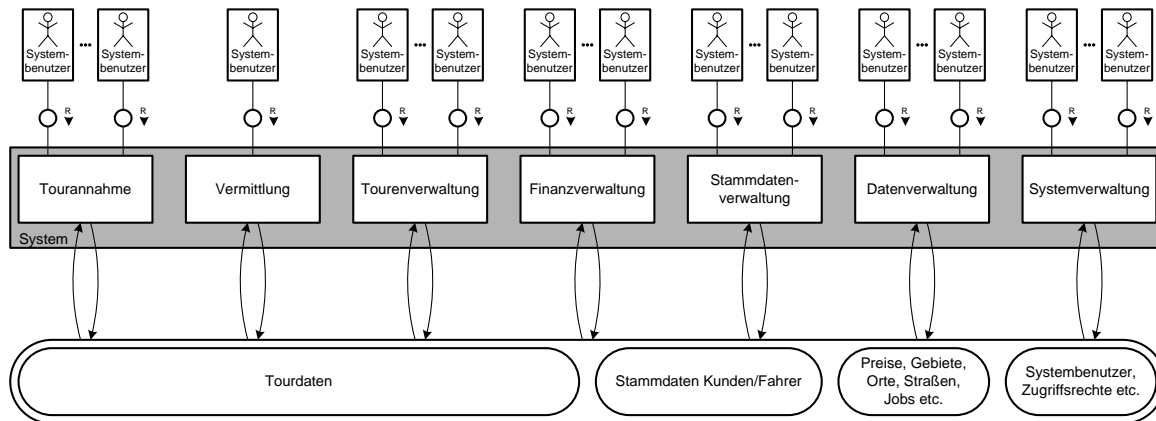 System-
benutzer
•••
System-
benutzer
System-
benutzer
System-
benutzer
•••
System-
benutzer
System-
benutzer
•••
System-
benutzer
System-
benutzer
•••
System-
benutzer
System-
benutzer
•••
System-
benutzer
System-
benutzer
•••
System-
benutzer
R
R
R
R
R
R
R
R
R
R
R
R
R
Tourannahme
Vermittlung
Tourenverwaltung
Finanzverwaltung
Stammdaten-
verwaltung
Datenverwaltung
Systemverwaltung
System
Tourdaten
Stammdaten Kunden/Fahrer
Preise, Gebiete,
Orte, Straßen,
Jobs etc.
Systembenutzer,
Zugriffsrechte etc.